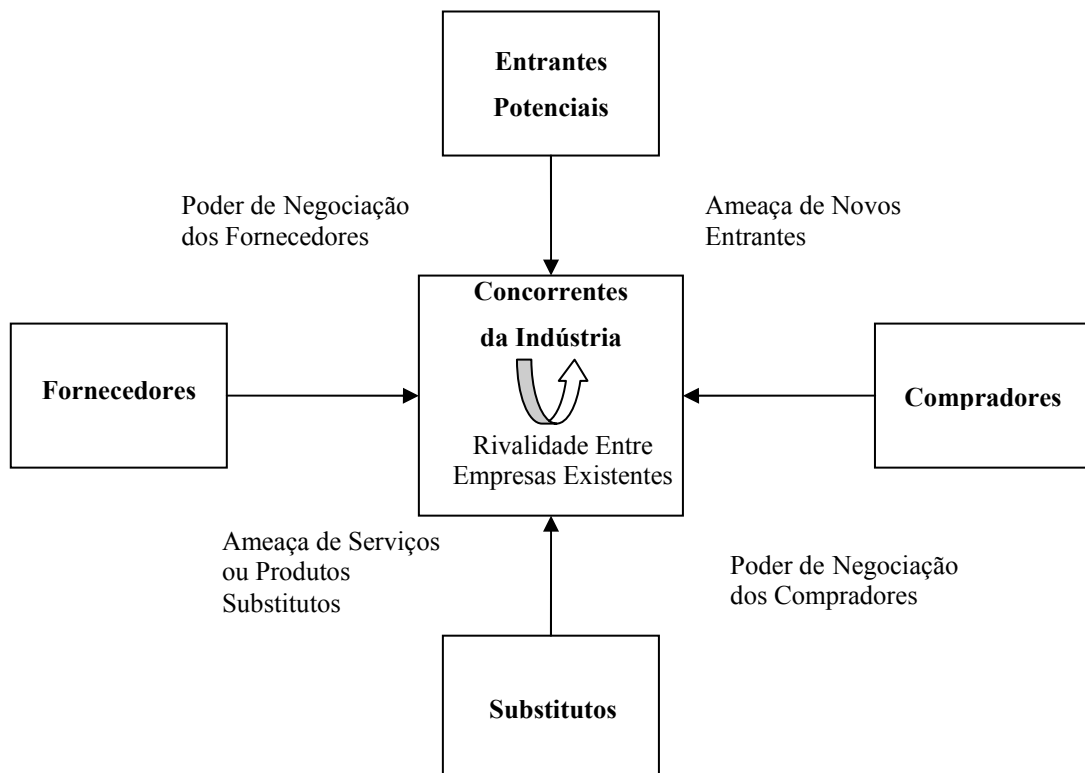 Entrantes
Potenciais
Poder de Negociação
dos Fornecedores
Ameaça de Novos
Entrantes
Concorrentes
da Indústria
Rivalidade Entre
Empresas Existentes
Fornecedores
Compradores
Ameaça de Serviços
ou Produtos
Substitutos
Poder de Negociação
dos Compradores
Substitutos